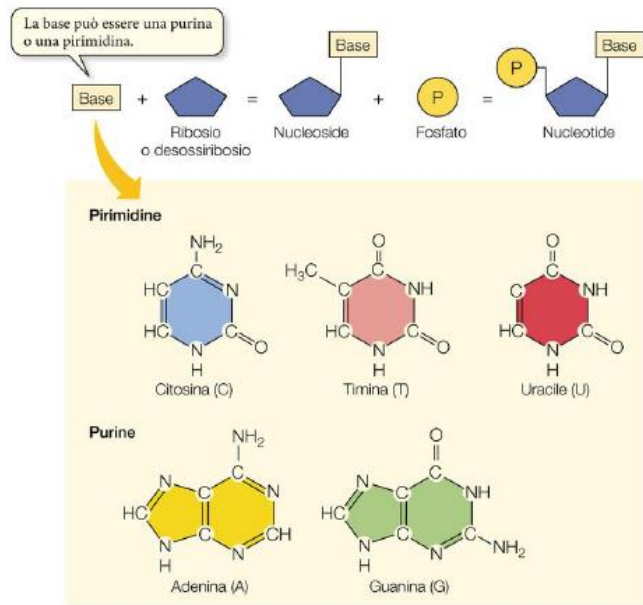 La base può essere una purina
o una pirimidina.
Base
Base
Base
+
=
+
P
=
P
Ribosio
o desossiribosio
Nucleoside
Fosfato
Nucleotide
Pirimidine
NH₂
C
HC
N
HC
C
O
N
H
Citosina (C)
O
H₃C
C
C
NH
HC
C
O
N
H
Timina (T)
O
C
C
NH
HC
C
O
N
H
Uracile (U)
Purine
NH₂
N
C
C
N
HC
C
CH
N
N
H
Adenina (A)
O
N
C
C
NH
HC
C
C
NH₂
N
N
H
Guanina (G)